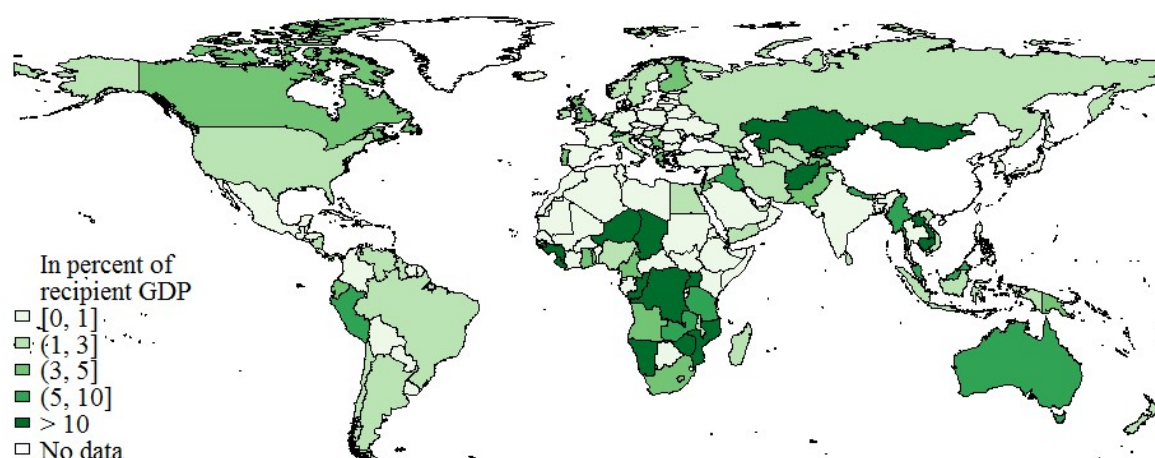 In percent of
recipient GDP
[0, 1]
(1, 3]
(3, 5]
(5, 10]
> 10
No data